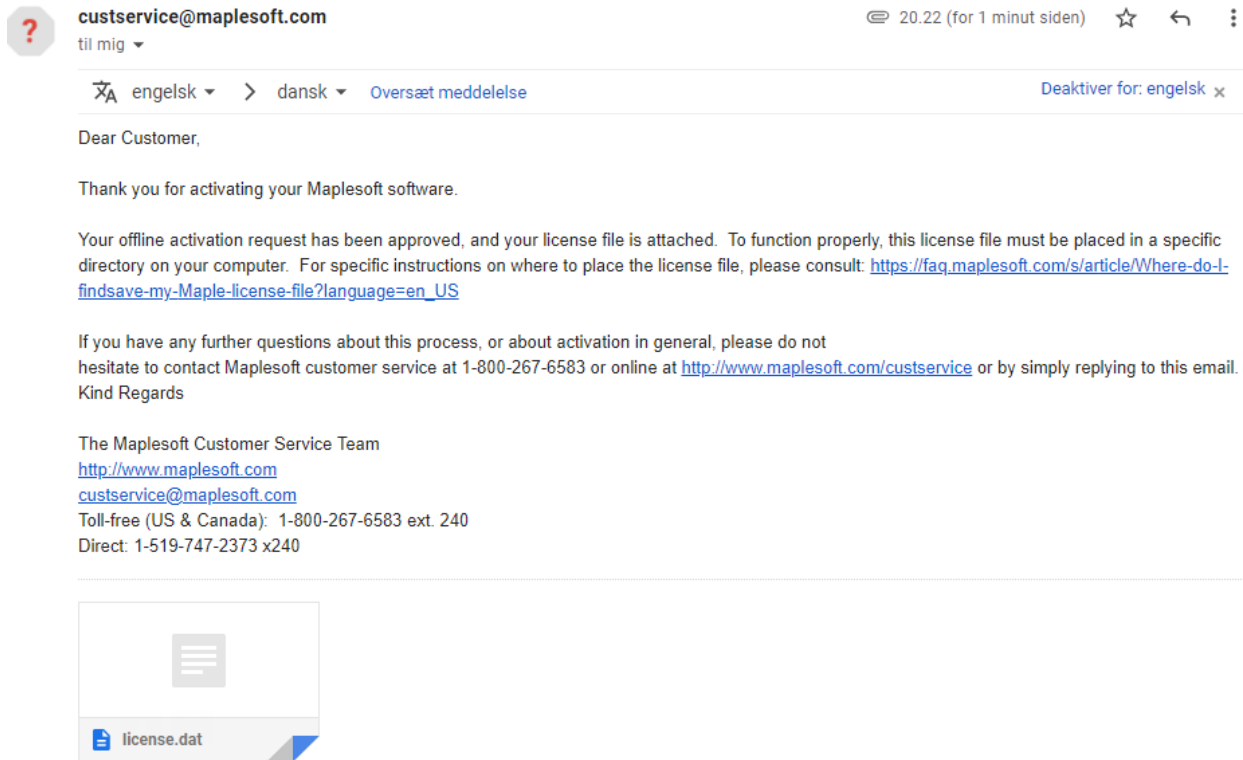 ?
custservice@maplesoft.com
20.22 (for 1 minut siden)
til mig
engelsk
dansk
Oversæt meddelelse
Deaktiver for: engelsk
Dear Customer,
Thank you for activating your Maplesoft software.
Your offline activation request has been approved, and your license file is attached.  To function properly, this license file must be placed in a specific
directory on your computer.  For specific instructions on where to place the license file, please consult: https://faq.maplesoft.com/s/article/Where-do-I-
findsave-my-Maple-license-file?language=en_US
If you have any further questions about this process, or about activation in general, please do not
hesitate to contact Maplesoft customer service at 1-800-267-6583 or online at http://www.maplesoft.com/custservice or by simply replying to this email.
Kind Regards
The Maplesoft Customer Service Team
http://www.maplesoft.com
custservice@maplesoft.com
Toll-free (US & Canada):  1-800-267-6583 ext. 240
Direct: 1-519-747-2373 x240
license.dat